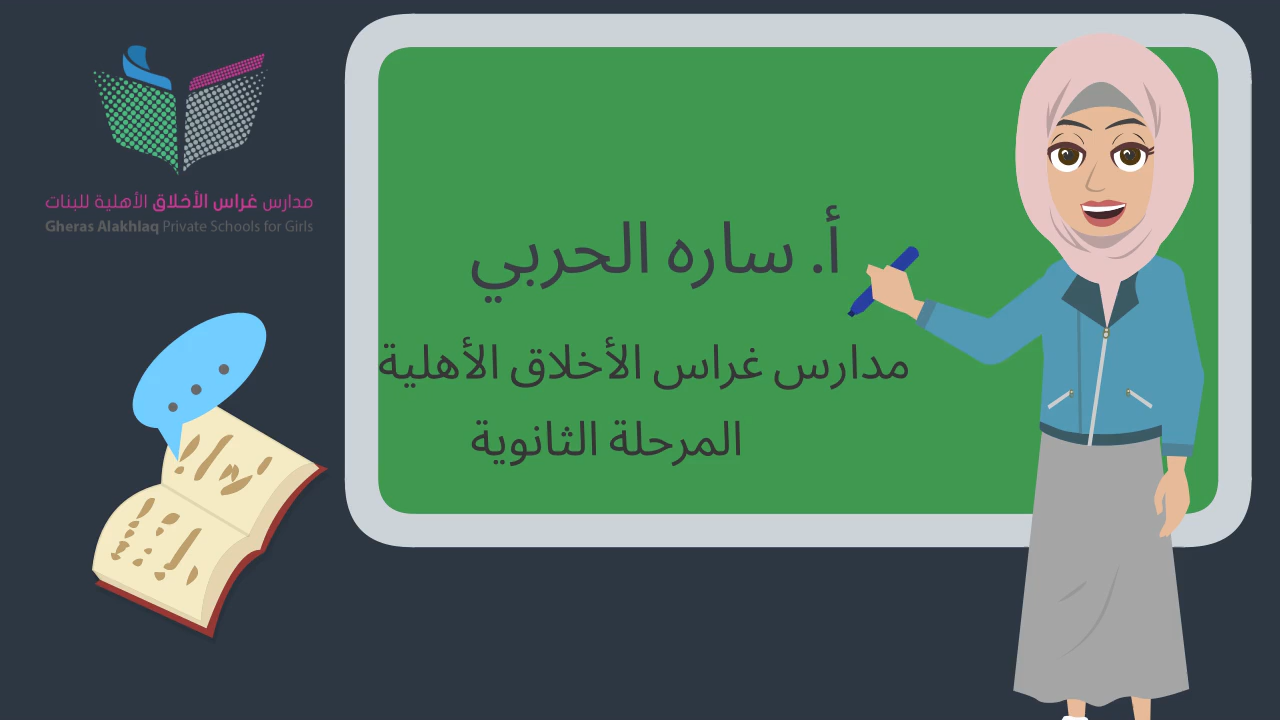 مدارس غراس الأخلاق الأهلية للبنات
Gheras Alakhlaq Private Schools for Girls
أ. ساره الحربي
مدارس غراس الأخلاق الأهلية
المرحلة الثانوية